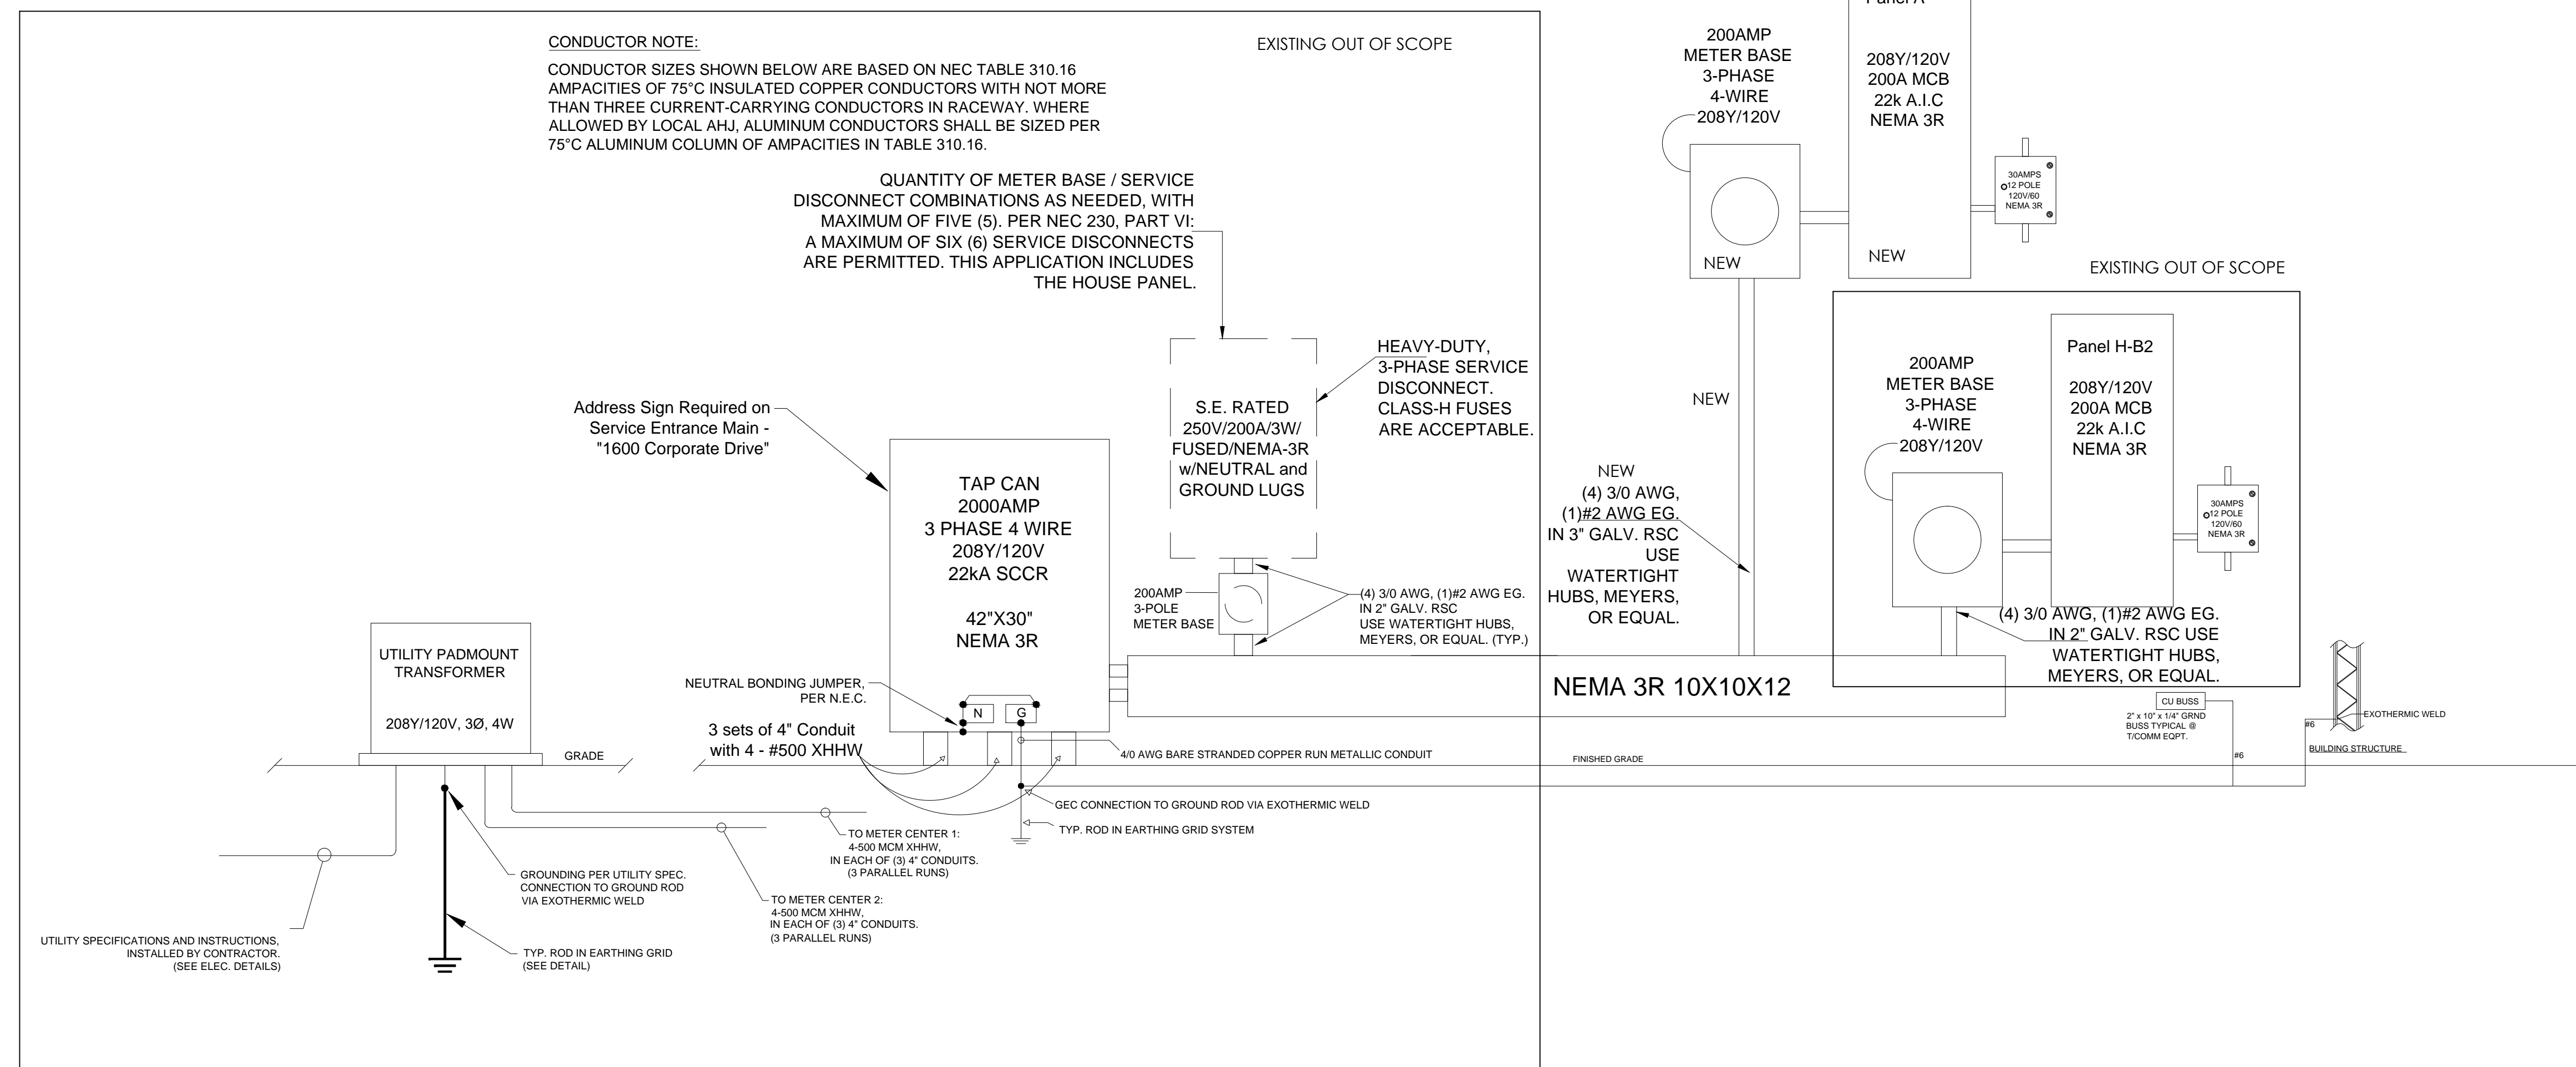 CONDUCTOR NOTE:
CONDUCTOR SIZES SHOWN BELOW ARE BASED ON NEC TABLE 310.16
AMPACITIES OF 75°C INSULATED COPPER CONDUCTORS WITH NOT MORE
THAN THREE CURRENT-CARRYING CONDUCTORS IN RACEWAY. WHERE
ALLOWED BY LOCAL AHJ, ALUMINUM CONDUCTORS SHALL BE SIZED PER
75°C ALUMINUM COLUMN OF AMPACITIES IN TABLE 310.16.
EXISTING OUT OF SCOPE
QUANTITY OF METER BASE / SERVICE
DISCONNECT COMBINATIONS AS NEEDED, WITH
MAXIMUM OF FIVE (5). PER NEC 230, PART VI:
A MAXIMUM OF SIX (6) SERVICE DISCONNECTS
ARE PERMITTED. THIS APPLICATION INCLUDES
THE HOUSE PANEL.
HEAVY-DUTY,
3-PHASE SERVICE
DISCONNECT.
CLASS-H FUSES
ARE ACCEPTABLE.
S.E. RATED
250V/200A/3W/
FUSED/NEMA-3R
w/NEUTRAL and
GROUND LUGS
Address Sign Required on
Service Entrance Main -
"1600 Corporate Drive"
TAP CAN
2000AMP
3 PHASE 4 WIRE
208Y/120V
22kA SCCR
42"X30"
NEMA 3R
200AMP
3-POLE
METER BASE
(4) 3/0 AWG, (1)#2 AWG EG.
IN 2" GALV. RSC
USE WATERTIGHT HUBS,
MEYERS, OR EQUAL. (TYP.)
UTILITY PADMOUNT
TRANSFORMER
208Y/120V, 3Ø, 4W
GRADE
NEUTRAL BONDING JUMPER,
PER N.E.C.
N
G
3 sets of 4" Conduit
with 4 - #500 XHHW
4/0 AWG BARE STRANDED COPPER RUN METALLIC CONDUIT
GEC CONNECTION TO GROUND ROD VIA EXOTHERMIC WELD
TYP. ROD IN EARTHING GRID SYSTEM
TO METER CENTER 1:
4-500 MCM XHHW,
IN EACH OF (3) 4" CONDUITS.
(3 PARALLEL RUNS)
TO METER CENTER 2:
4-500 MCM XHHW,
IN EACH OF (3) 4" CONDUITS.
(3 PARALLEL RUNS)
GROUNDING PER UTILITY SPEC.
CONNECTION TO GROUND ROD
VIA EXOTHERMIC WELD
TYP. ROD IN EARTHING GRID
(SEE DETAIL)
UTILITY SPECIFICATIONS AND INSTRUCTIONS,
INSTALLED BY CONTRACTOR.
(SEE ELEC. DETAILS)
Panel A
208Y/120V
200A MCB
22k A.I.C
NEMA 3R
NEW
200AMP
METER BASE
3-PHASE
4-WIRE
208Y/120V
NEW
30AMPS
12 POLE
120V/60
NEMA 3R
NEW
NEW
(4) 3/0 AWG,
(1)#2 AWG EG.
IN 3" GALV. RSC
USE
WATERTIGHT
HUBS, MEYERS,
OR EQUAL.
EXISTING OUT OF SCOPE
200AMP
METER BASE
3-PHASE
4-WIRE
208Y/120V
Panel H-B2
208Y/120V
200A MCB
22k A.I.C
NEMA 3R
30AMPS
12 POLE
120V/60
NEMA 3R
(4) 3/0 AWG, (1)#2 AWG EG.
IN 2" GALV. RSC USE
WATERTIGHT HUBS,
MEYERS, OR EQUAL.
NEMA 3R 10X10X12
CU BUSS
2" x 10" x 1/4" GRND
BUSS TYPICAL @
T/COMM EQPT.
#6
#6
EXOTHERMIC WELD
BUILDING STRUCTURE
FINISHED GRADE